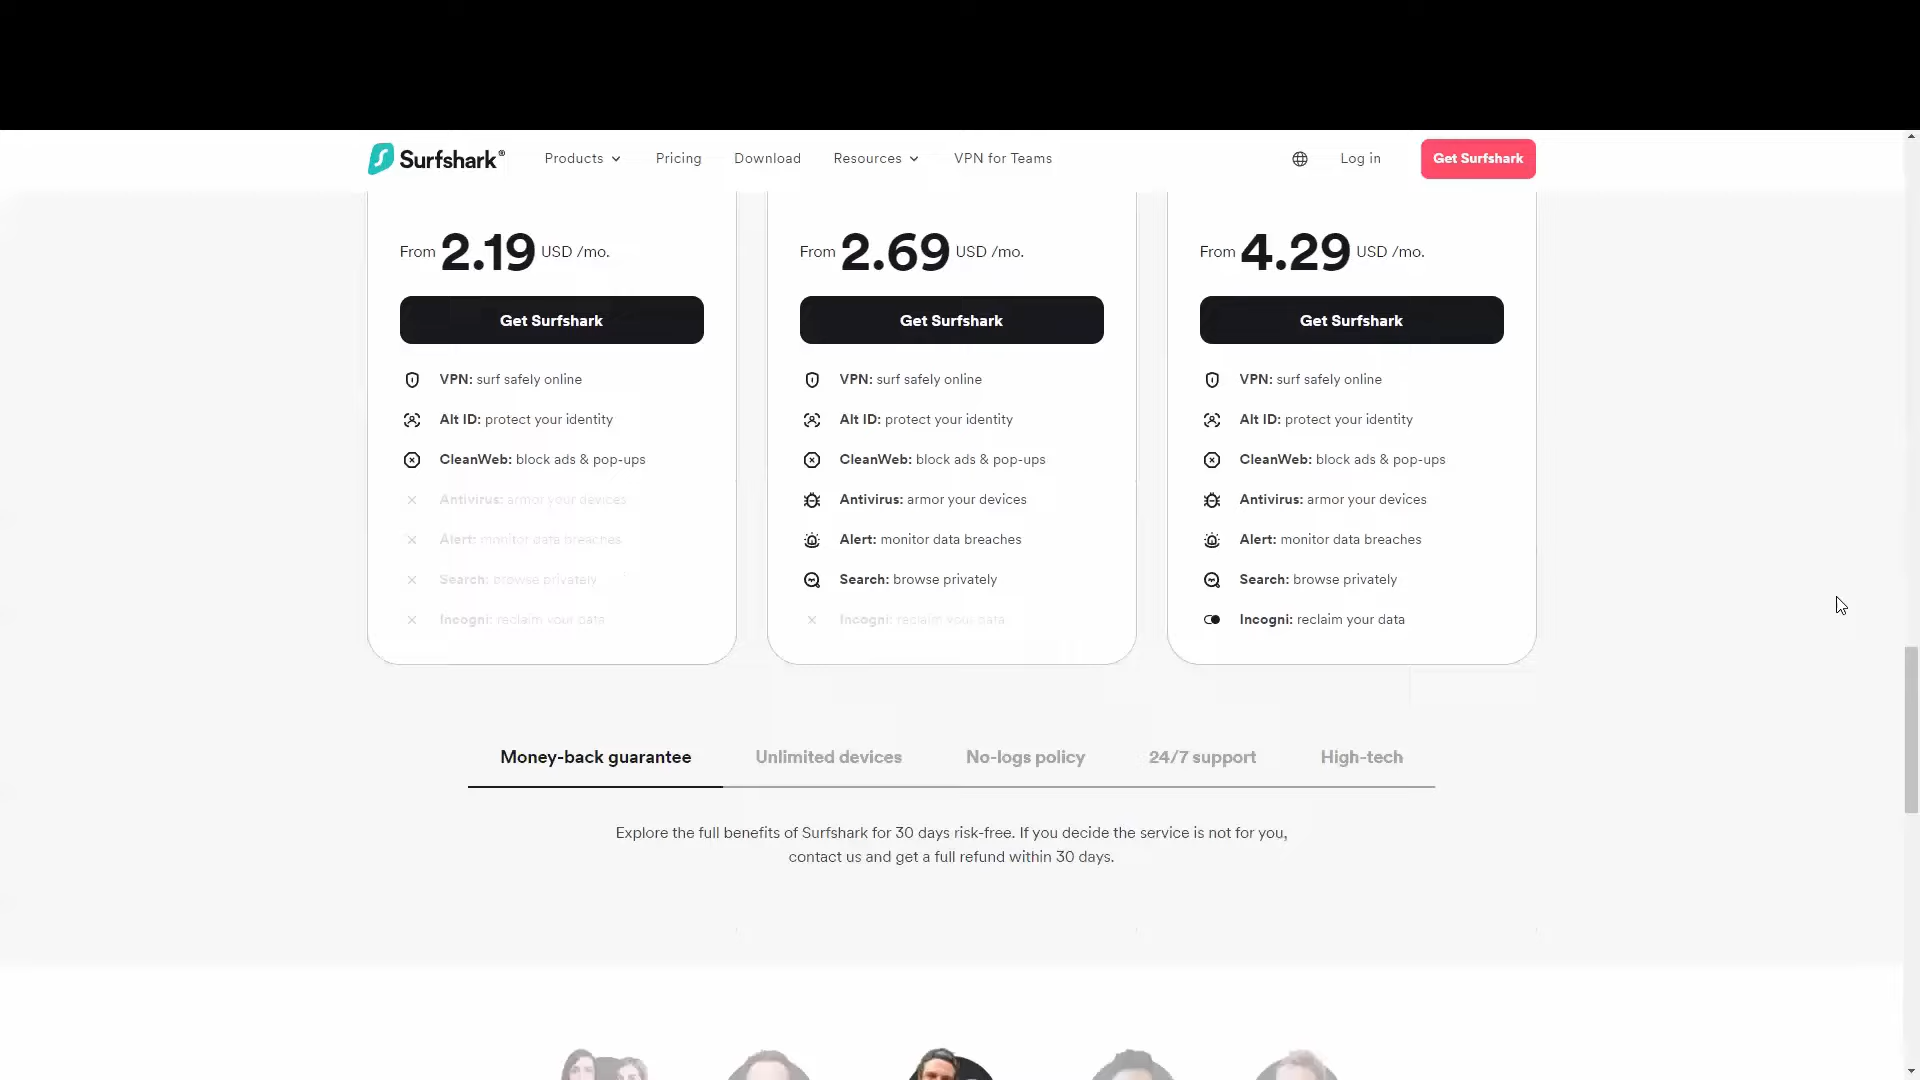 Surfshark®
Products
Pricing
Download
Resources
VPN for Teams
Log in
Get Surfshark
From 2.19 USD /mo.
Get Surfshark
VPN: surf safely online
Alt ID: protect your identity
CleanWeb: block ads & pop-ups
Antivirus: armor your devices
Alert: monitor data breaches
Search: browse privately
Incogni: reclaim your data
From 2.69 USD /mo.
Get Surfshark
VPN: surf safely online
Alt ID: protect your identity
CleanWeb: block ads & pop-ups
Antivirus: armor your devices
Alert: monitor data breaches
Search: browse privately
Incogni: reclaim your data
From 4.29 USD /mo.
Get Surfshark
VPN: surf safely online
Alt ID: protect your identity
CleanWeb: block ads & pop-ups
Antivirus: armor your devices
Alert: monitor data breaches
Search: browse privately
Incogni: reclaim your data
Money-back guarantee
Unlimited devices
No-logs policy
24/7 support
High-tech
Explore the full benefits of Surfshark for 30 days risk-free. If you decide the service is not for you,
contact us and get a full refund within 30 days.